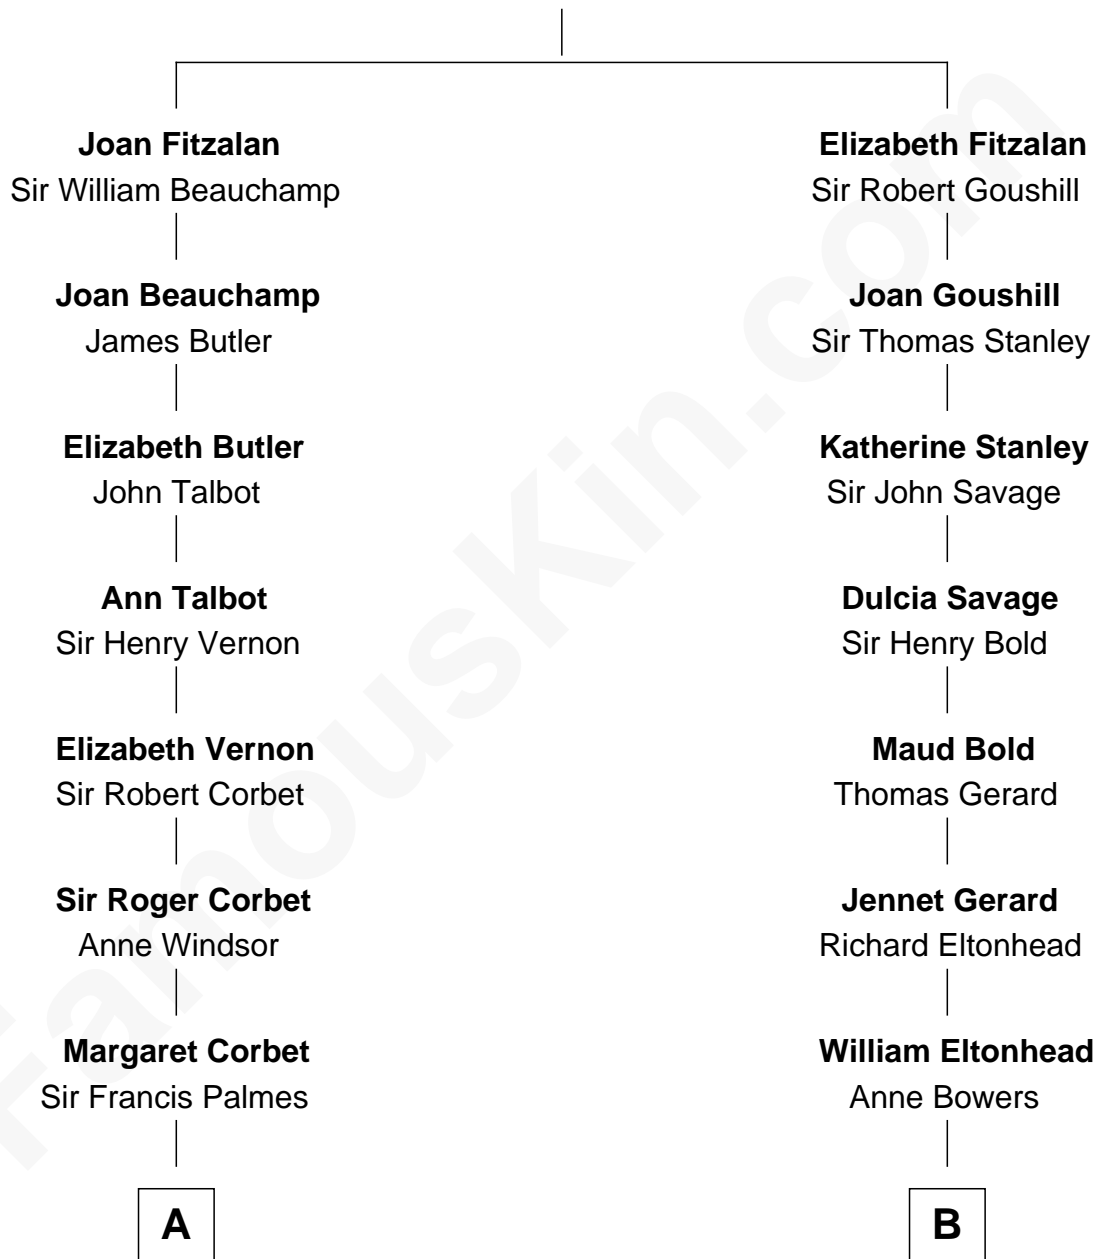 Joan Fitzalan
Sir William Beauchamp
Joan Beauchamp
James Butler
Elizabeth Butler
John Talbot
Ann Talbot
Sir Henry Vernon
Elizabeth Vernon
Sir Robert Corbet
Sir Roger Corbet
Anne Windsor
Margaret Corbet
Sir Francis Palmes
A
Elizabeth Fitzalan
Sir Robert Goushill
Joan Goushill
Sir Thomas Stanley
Katherine Stanley
Sir John Savage
Dulcia Savage
Sir Henry Bold
Maud Bold
Thomas Gerard
Jennet Gerard
Richard Eltonhead
William Eltonhead
Anne Bowers
B
FamousKin.com